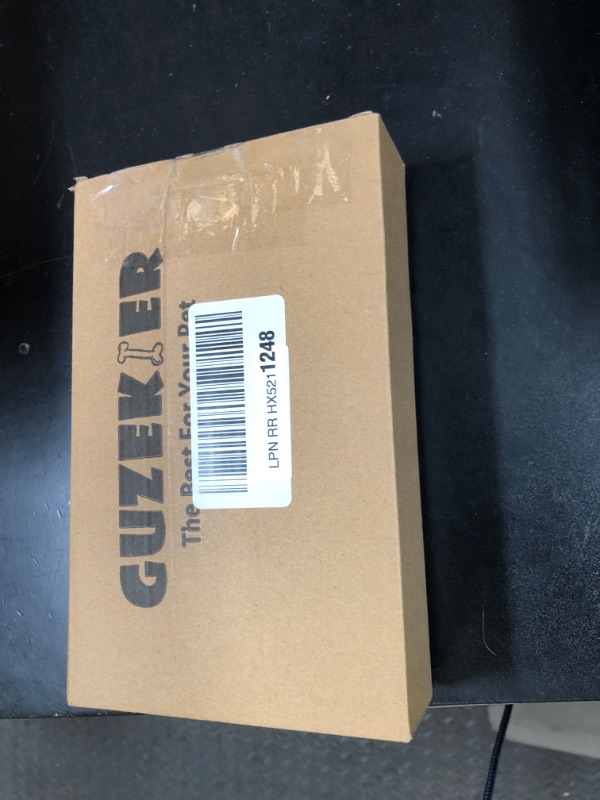 GUZEKIER
The Best For Your Pet
LPN RR HX5211248